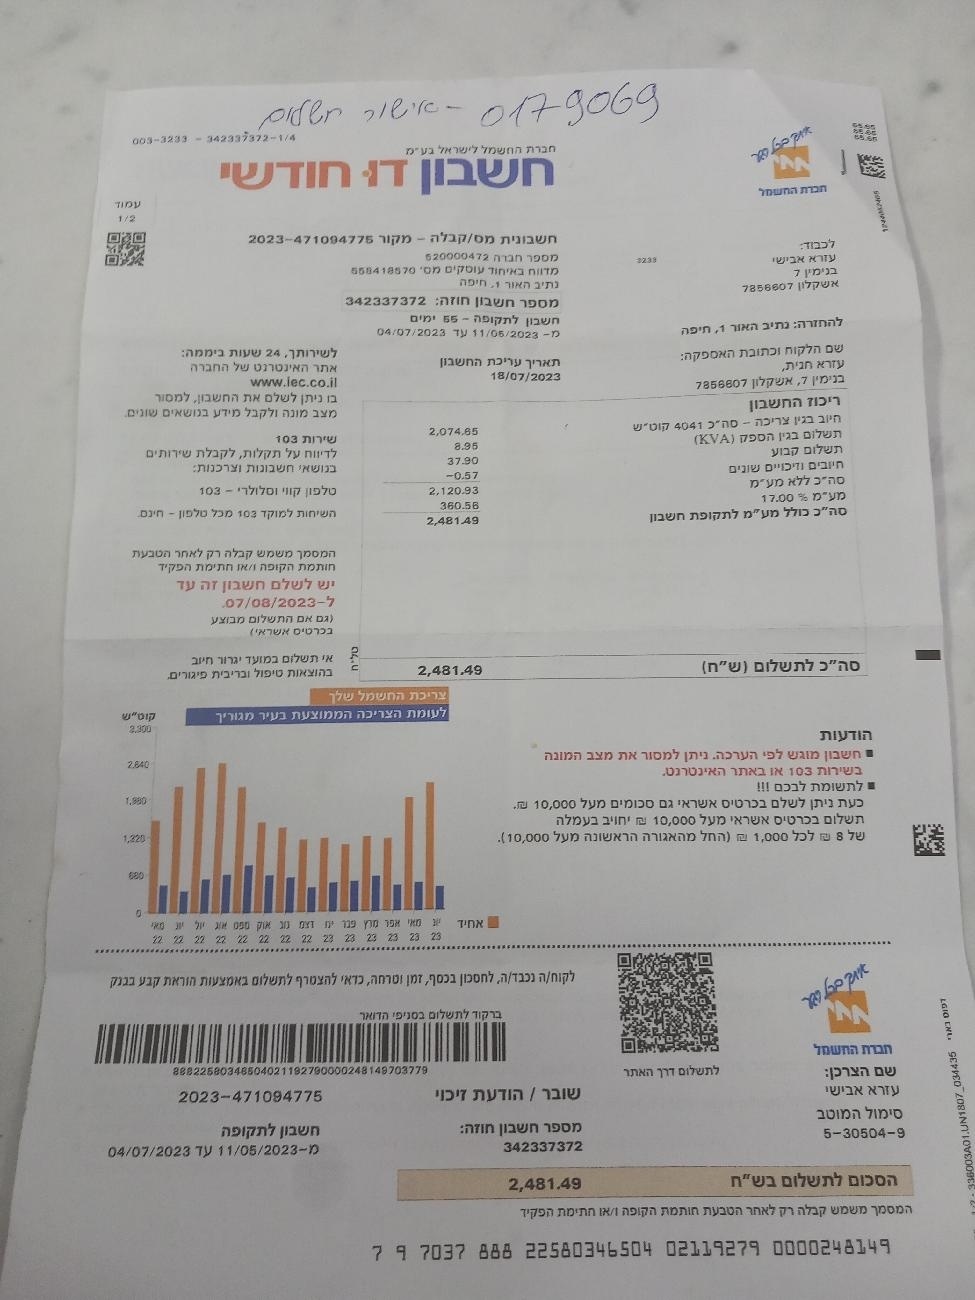 אישור תשלום - 0179069
003-3233 - 342337372-1/4
חברת החשמל לישראל בע"מ
חשבון דו-חודשי
חברת החשמל
עמוד
1/2
חשבונית מס/קבלה - מקור 2023-471094775
מספר חברה 520000472
מדווח באיחוד עוסקים מס' 558418570
נתיב האור 1, חיפה
מספר חשבון חוזה: 342337372
חשבון לתקופה - 55 ימים
מ- 11/05/2023 עד 04/07/2023
3233
לכבוד:
עזרא אבישי
בנימין 7
אשקלון 7856607
להחזרה: נתיב האור 1, חיפה
שם הלקוח וכתובת האספקה:
עזרא חגית,
בנימין 7, אשקלון 7856607
תאריך עריכת החשבון
18/07/2023
לשירותך, 24 שעות ביממה:
אתר האינטרנט של החברה
www.iec.co.il
בו ניתן לשלם את החשבון, למסור
מצב מונה ולקבל מידע בנושאים שונים.
שירות 103
לדיווח על תקלות, לקבלת שירותים
בנושאי חשבונות וצרכנות:
טלפון קווי וסלולרי - 103
השיחות למוקד 103 מכל טלפון - חינם.
ריכוז החשבון
חיוב בגין צריכה - סה"כ 4041 קוט"ש 2,074.65
תשלום בגין הספק (KVA) 8.95
תשלום קבוע 37.90
חיובים וזיכויים שונים -0.57
סה"כ ללא מע"מ 2,120.93
מע"מ % 17.00 360.56
סה"כ כולל מע"מ לתקופת חשבון 2,481.49
המסמך משמש קבלה רק לאחר הטבעת
חותמת הקופה ו/או חתימת הפקיד
יש לשלם חשבון זה עד
ל-07/08/2023.
(גם אם התשלום מבוצע
בכרטיס אשראי)
אי תשלום במועד יגרור חיוב
בהוצאות טיפול ובריבית פיגורים.
טל"ח
סה"כ לתשלום (ש"ח) 2,481.49
צריכת החשמל שלך
לעומת הצריכה הממוצעת בעיר מגוריך
קוט"ש
3,300
2,640
1,980
1,320
660
0
מאי יונ יול אוג ספט אוק נוב דצמ ינו פבר מרץ אפר מאי יונ
22 22 22 22 22 22 22 22 23 23 23 23 23 23
אחיד
הודעות
חשבון מוגש לפי הערכה. ניתן למסור את מצב המונה
בשירות 103 או באתר האינטרנט.
לתשומת לבכם !!!
כעת ניתן לשלם בכרטיס אשראי גם סכומים מעל 10,000 ₪.
תשלום בכרטיס אשראי מעל 10,000 ₪ יחויב בעמלה
של 8 ₪ לכל 1,000 ₪ (החל מהאגורה הראשונה מעל 10,000).
לקוח/ה נכבד/ה, לחסכון בכסף, זמן וטרחה, כדאי להצטרף לתשלום באמצעות הוראת קבע בבנק
ברקוד לתשלום בסניפי הדואר
88822580346504021192790000248149703779
לתשלום דרך האתר
חברת החשמל
שם הצרכן:
עזרא אבישי
סימול המוטב
5-30504-9
שובר / הודעת זיכוי 2023-471094775
מספר חשבון חוזה:
342337372
חשבון לתקופה
מ-11/05/2023 עד 04/07/2023
הסכום לתשלום בש"ח 2,481.49
המסמך משמש קבלה רק לאחר הטבעת חותמת הקופה ו/או חתימת הפקיד
7 9 7037 888 22580346504 02119279 0000248149
דפוס בארי